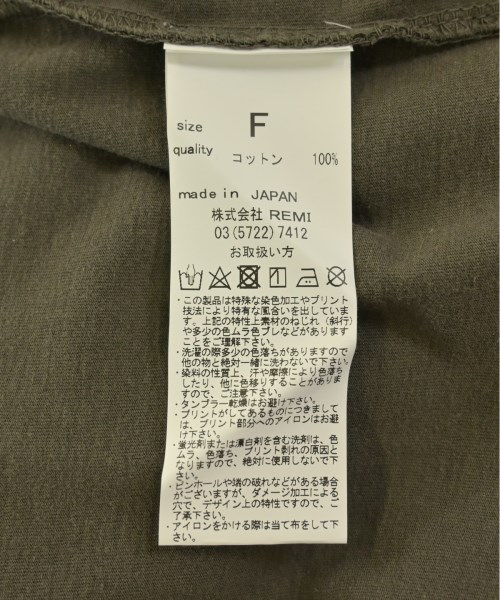 size F
quality
コットン 100%
made in JAPAN
株式会社 REMI
03(5722)7412
お取扱い方
・この製品は特殊な染色加工やプリント
技法により特有な風合いを出していま
す。上記の特性上素材のねじれ(斜行)
や多少の色ムラ色ブレなどがあります
ことをご理解下さい。
・洗濯の際多少の色落ちがありますので
他の物と絶対一緒に洗わないで下さい。
・染料の性質上、汗や摩擦により色落ち
したり、他に色移りすることがありま
すので、ご注意下さい。
・タンブラー乾燥はお避け下さい。
・プリントがしてあるものにつきまして
は、プリント部分へのアイロンはお避
け下さい。
・蛍光剤または漂白剤を含む洗剤は、色
ムラ、色落ち、プリント剥れの原因と
なりますので、絶対に使用しないで下
さい。
・ピンホールや端の破れなどがある場合
がございますが、ダメージ加工による
穴で、デザイン上の特性ですので、ご
了承下さい。
・アイロンをかける際は当て布をして下
さい。